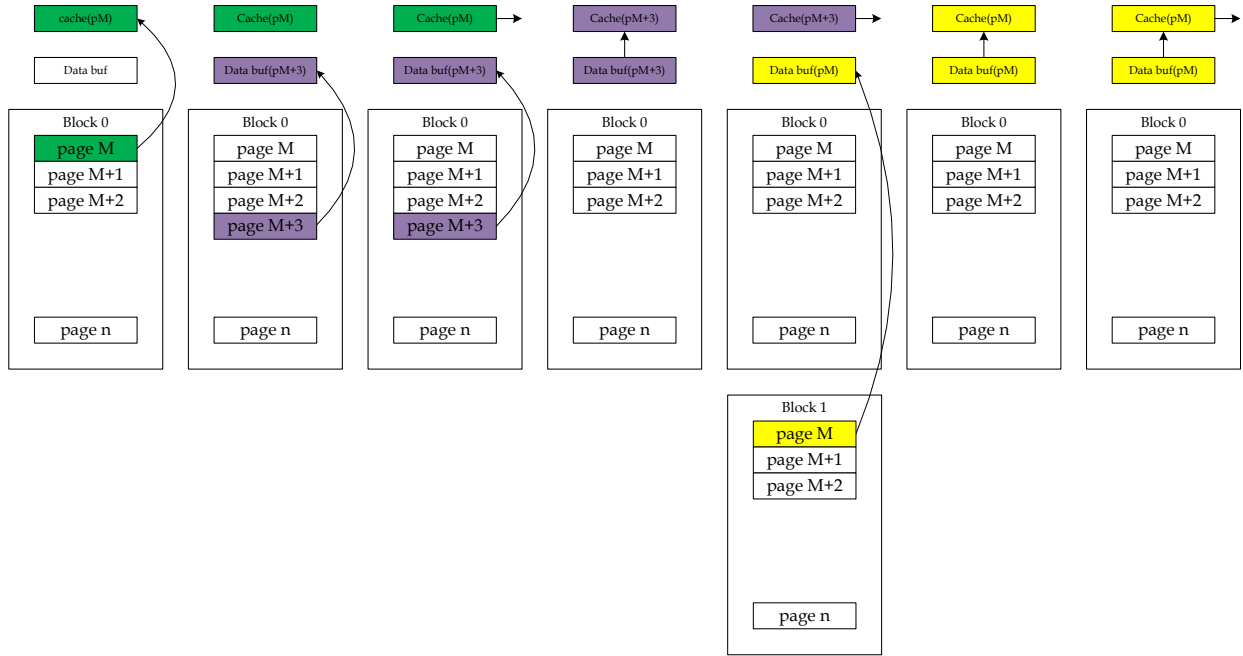 cache(pM)
Cache(pM)
Cache(pM)
Cache(pM+3)
Cache(pM+3)
Cache(pM)
Cache(pM)
Data buf
Data buf(pM+3)
Data buf(pM+3)
Data buf(pM+3)
Data buf(pM)
Data buf(pM)
Data buf(pM)
Block 0
page M
page M+1
page M+2
page n
Block 0
page M
page M+1
page M+2
page M+3
page n
Block 0
page M
page M+1
page M+2
page M+3
page n
Block 0
page M
page M+1
page M+2
page n
Block 0
page M
page M+1
page M+2
page n
Block 0
page M
page M+1
page M+2
page n
Block 0
page M
page M+1
page M+2
page n
Block 1
page M
page M+1
page M+2
page n